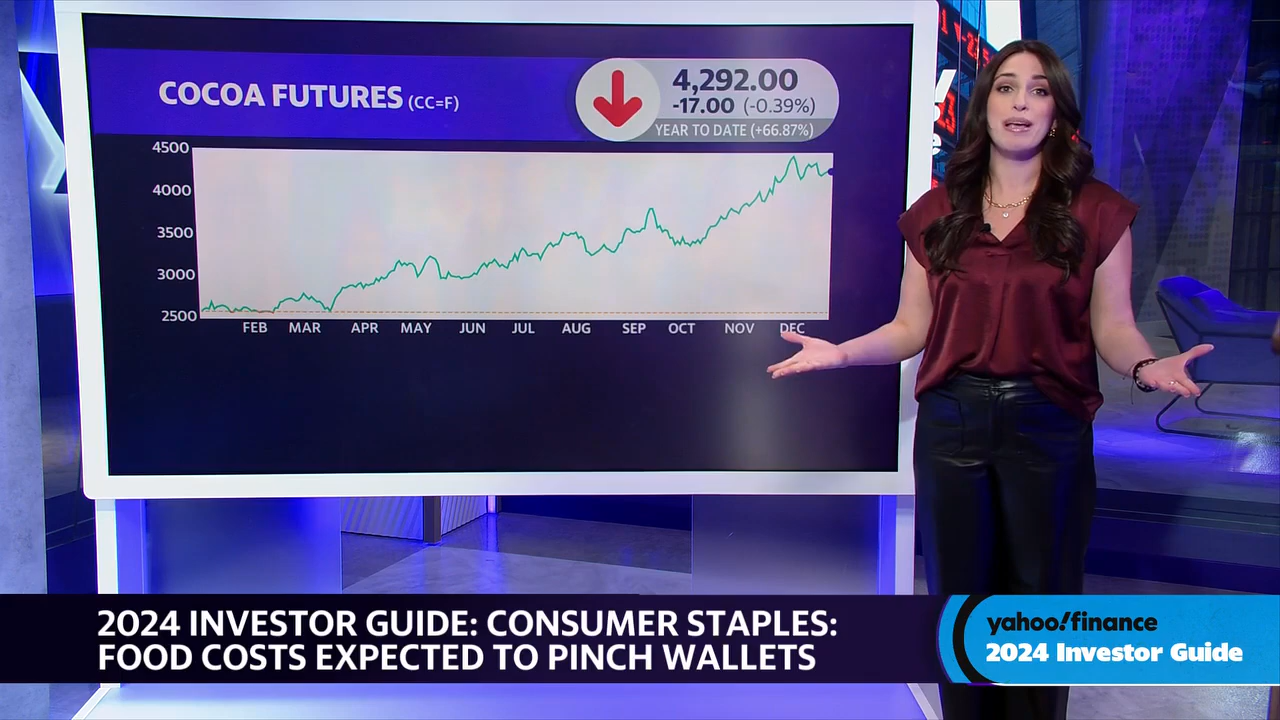 COCOA FUTURES (CC=F)
4,292.00
-17.00 (-0.39%)
YEAR TO DATE (+66.87%)
4500
4000
3500
3000
2500
FEB MAR APR MAY JUN JUL AUG SEP OCT NOV DEC
2024 INVESTOR GUIDE: CONSUMER STAPLES:
FOOD COSTS EXPECTED TO PINCH WALLETS
yahoo!finance
2024 Investor Guide